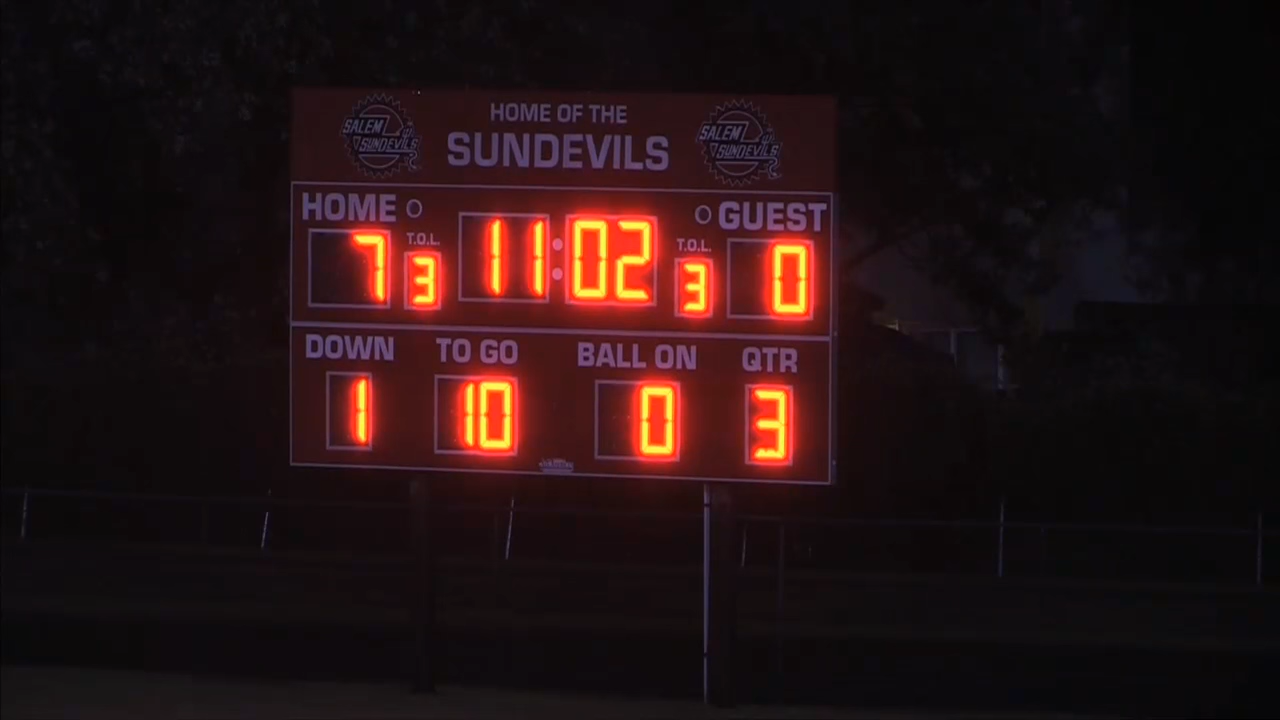 HOME OF THE
SALEM SUNDEVILS
SUNDEVILS
SALEM SUNDEVILS
HOME
GUEST
T.O.L.
T.O.L.
7
3
11:02
3
0
DOWN
TO GO
BALL ON
QTR
1
10
0
3